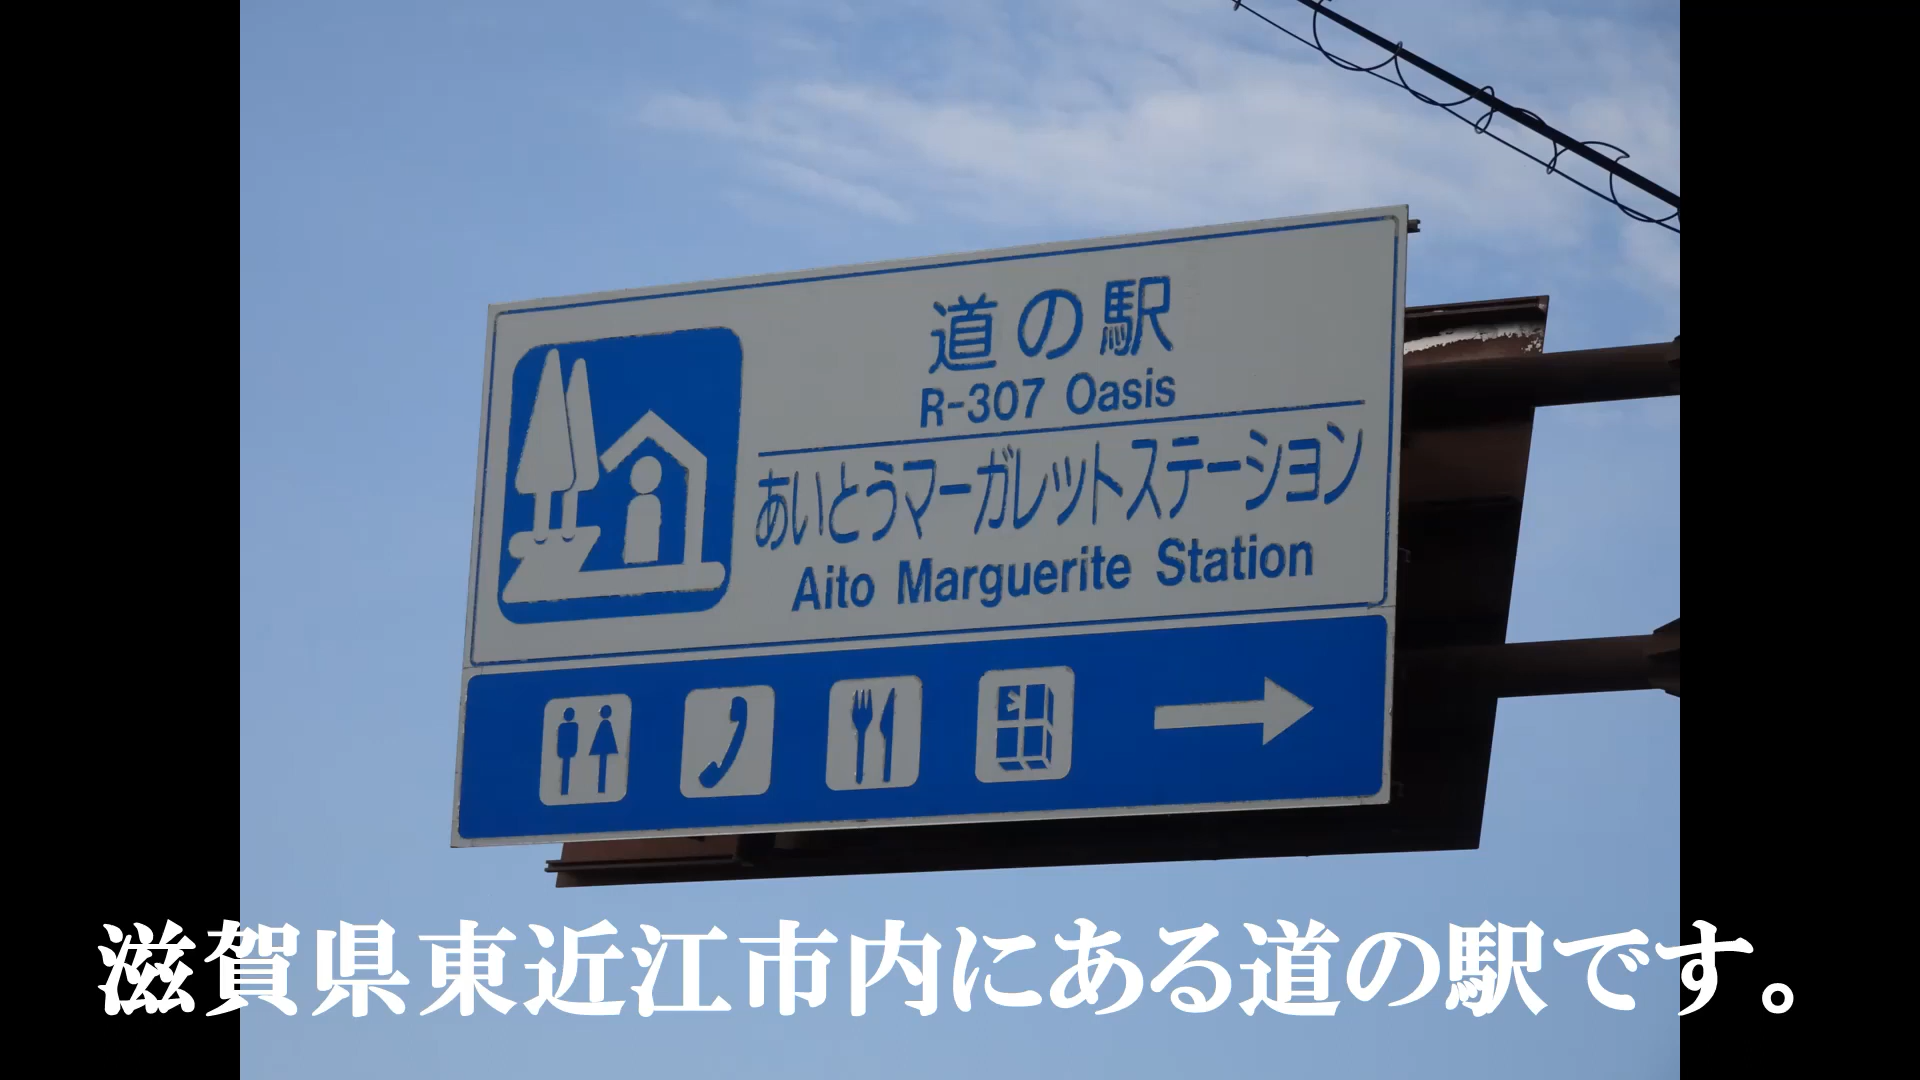 道の駅
R-307 Oasis
あいとうマーガレットステーション
Aito Marguerite Station
滋賀県東近江市内にある道の駅です。